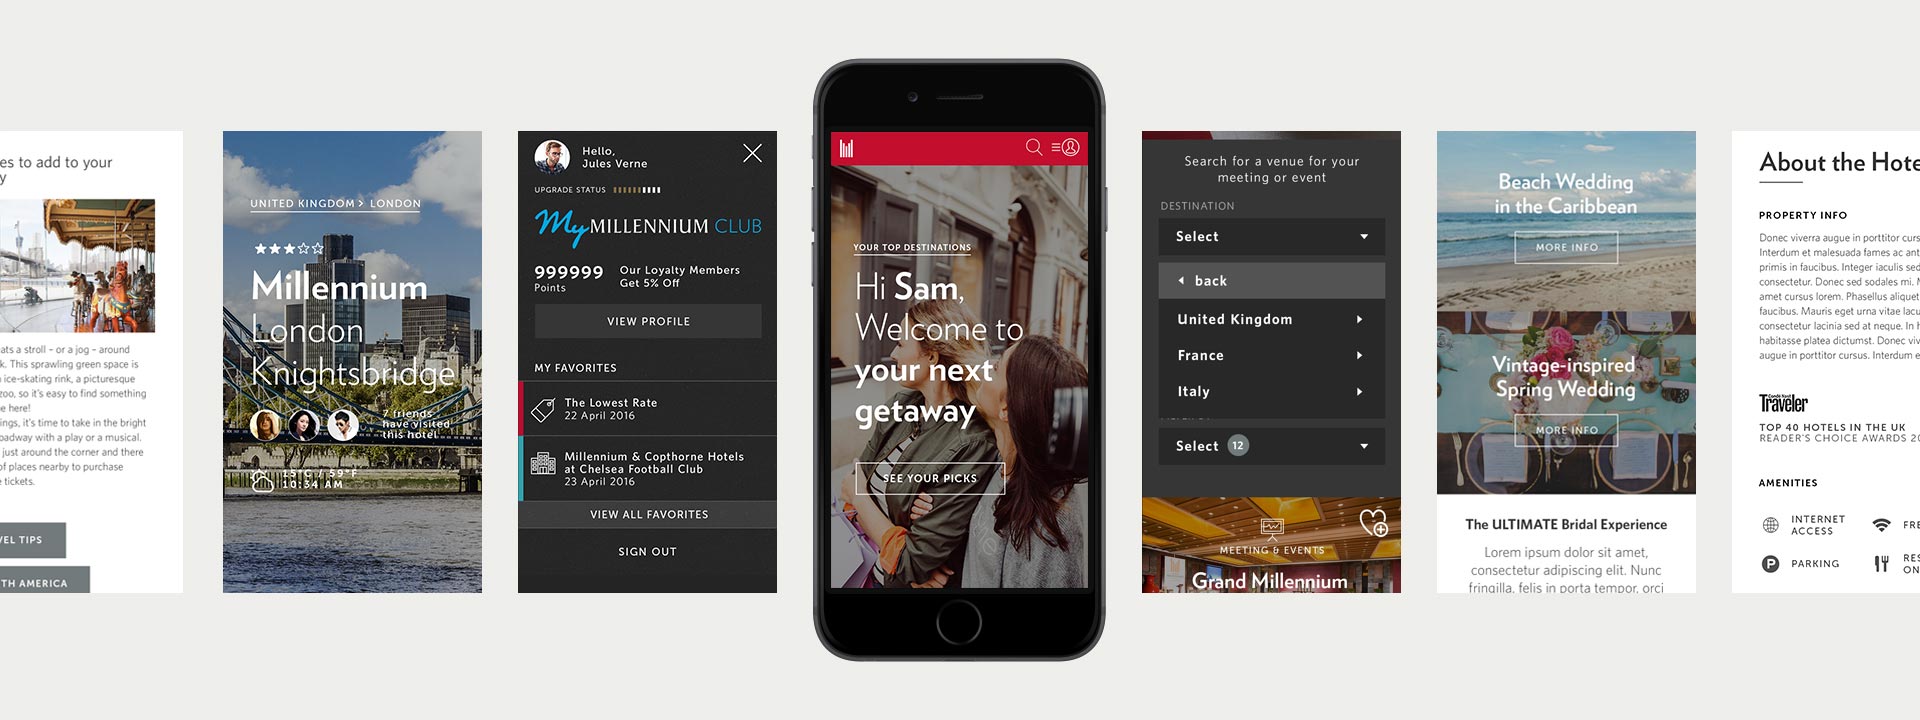 es to add to your
y
ats a stroll – or a jog – around
k. This sprawling green space is
ice-skating rink, a picturesque
zoo, so it's easy to find something
e here!
ings, it's time to take in the bright
oadway with a play or a musical.
just around the corner and there
of places nearby to purchase
e tickets.
VEL TIPS
TH AMERICA
UNITED KINGDOM > LONDON
Millennium
London
Knightsbridge
7 friends
have visited
this hotel
15°C / 59°F
10:34 AM
Hello,
Jules Verne
UPGRADE STATUS
My MILLENNIUM CLUB
999999
Points
Our Loyalty Members
Get 5% Off
VIEW PROFILE
MY FAVORITES
The Lowest Rate
22 April 2016
Millennium & Copthorne Hotels
at Chelsea Football Club
23 April 2016
VIEW ALL FAVORITES
SIGN OUT
YOUR TOP DESTINATIONS
Hi Sam,
Welcome to
your next
getaway
SEE YOUR PICKS
Search for a venue for your
meeting or event
DESTINATION
Select
back
United Kingdom
France
Italy
Select 12
MEETING & EVENTS
Grand Millennium
Beach Wedding
in the Caribbean
MORE INFO
Vintage-inspired
Spring Wedding
MORE INFO
The ULTIMATE Bridal Experience
Lorem ipsum dolor sit amet,
consectetur adipiscing elit. Nunc
fringilla, felis in porta tempor, orci
About the Hote
PROPERTY INFO
Donec viverra augue in porttitor curs
Interdum et malesuada fames ac ant
primis in faucibus. Integer iaculis sed
consectetur. Donec sed sodales mi. M
amet cursus lorem. Phasellus aliquet
faucibus. Mauris eget urna vitae lacu
consectetur lacinia sed at neque. In h
habitasse platea dictumst. Donec viv
augue in porttitor cursus. Interdum e
Condé Nast
Traveler
TOP 40 HOTELS IN THE UK
READER'S CHOICE AWARDS 20
AMENITIES
INTERNET
ACCESS
FRE
PARKING
RES
ON